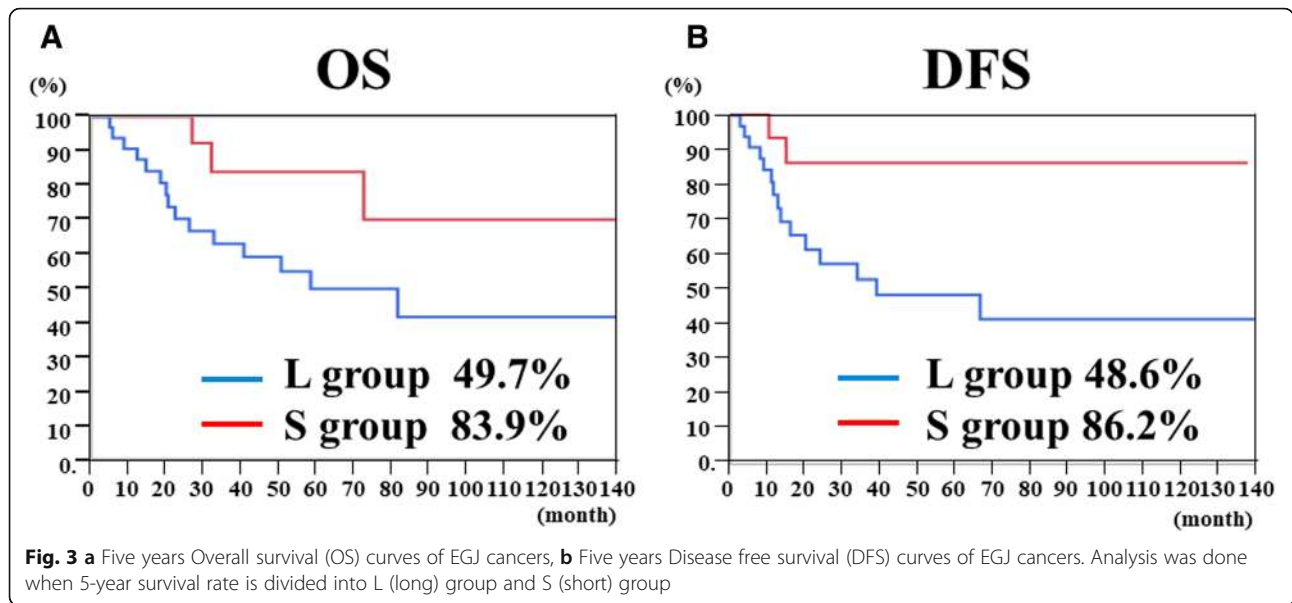 A
OS
(%)
100
90
80
70
60
50
40
30
20
10
0.
L group 49.7%
S group 83.9%
0 10 20 30 40 50 60 70 80 90 100 110 120 130 140
(month)
B
DFS
(%)
100
90
80
70
60
50
40
30
20
10
0.
L group 48.6%
S group 86.2%
0 10 20 30 40 50 60 70 80 90 100 110 120 130 140
(month)
Fig. 3 a Five years Overall survival (OS) curves of EGJ cancers, b Five years Disease free survival (DFS) curves of EGJ cancers. Analysis was done
when 5-year survival rate is divided into L (long) group and S (short) group